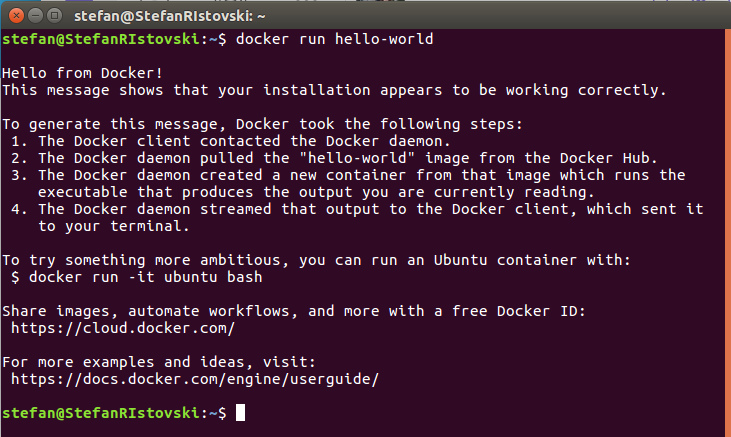 stefan@StefanRIstovski: ~
stefan@StefanRIstovski:~$ docker run hello-world
Hello from Docker!
This message shows that your installation appears to be working correctly.
To generate this message, Docker took the following steps:
1. The Docker client contacted the Docker daemon.
2. The Docker daemon pulled the "hello-world" image from the Docker Hub.
3. The Docker daemon created a new container from that image which runs the
executable that produces the output you are currently reading.
4. The Docker daemon streamed that output to the Docker client, which sent it
to your terminal.
To try something more ambitious, you can run an Ubuntu container with:
$ docker run -it ubuntu bash
Share images, automate workflows, and more with a free Docker ID:
https://cloud.docker.com/
For more examples and ideas, visit:
https://docs.docker.com/engine/userguide/
stefan@StefanRIstovski:~$